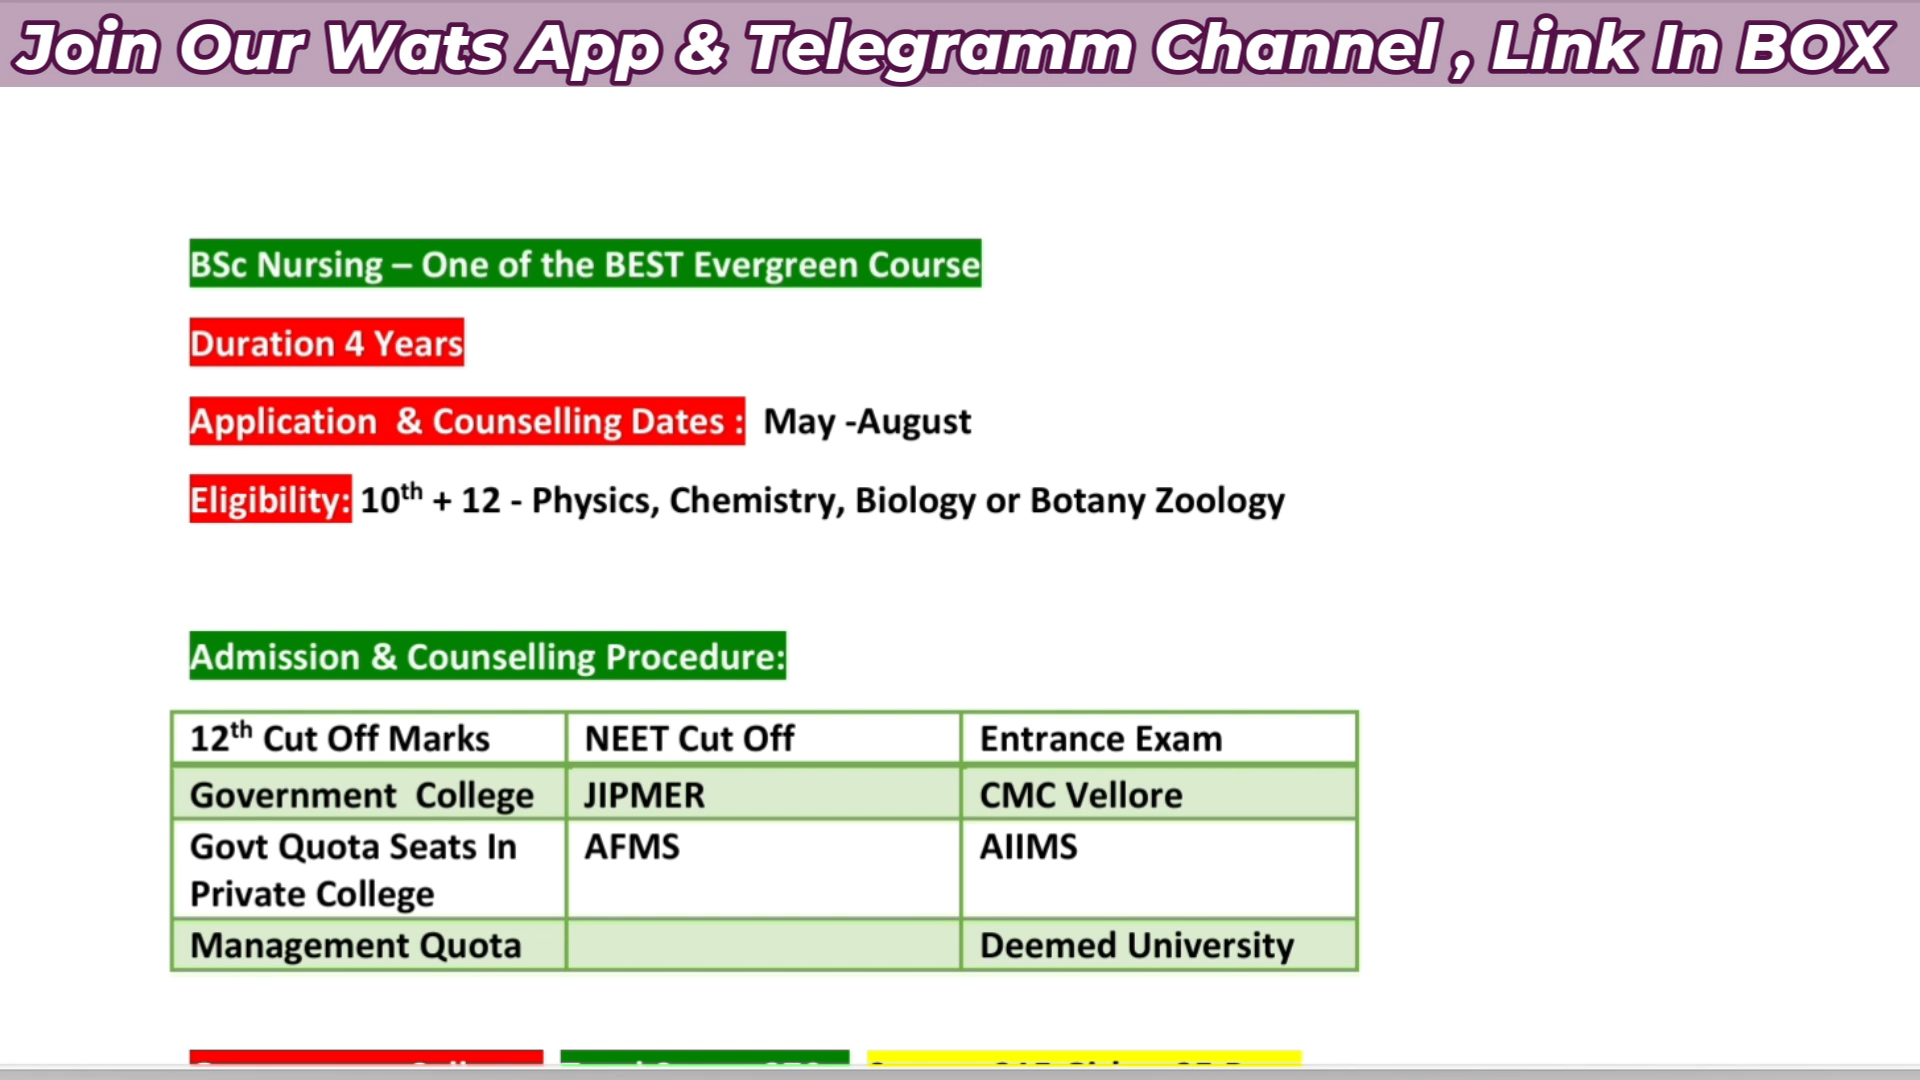 Join Our Wats App & Telegramm Channel , Link In BOX
BSc Nursing – One of the BEST Evergreen Course
Duration 4 Years
Application & Counselling Dates : May -August
Eligibility: 10th + 12 - Physics, Chemistry, Biology or Botany Zoology
Admission & Counselling Procedure:
12th Cut Off Marks NEET Cut Off Entrance Exam
Government College JIPMER CMC Vellore
Govt Quota Seats In AFMS AIIMS
Private College
Management Quota Deemed University